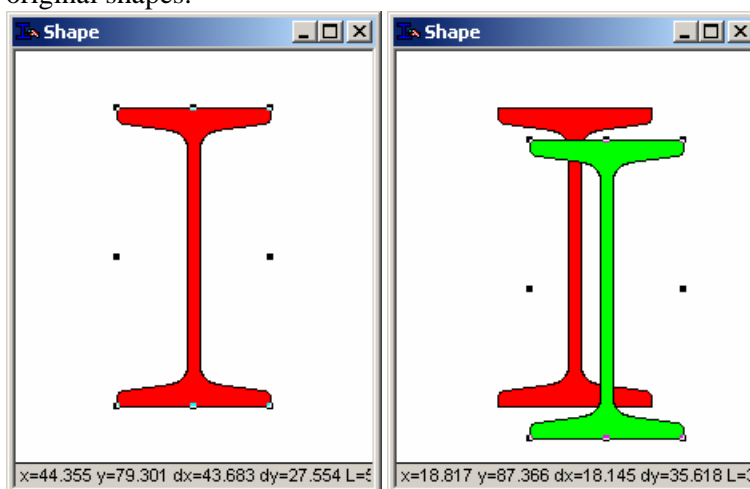 original shapes.
Shape
Shape
x=44.355 y=79.301 dx=43.683 dy=27.554
x=18.817 y=87.366 dx=18.145 dy=35.618